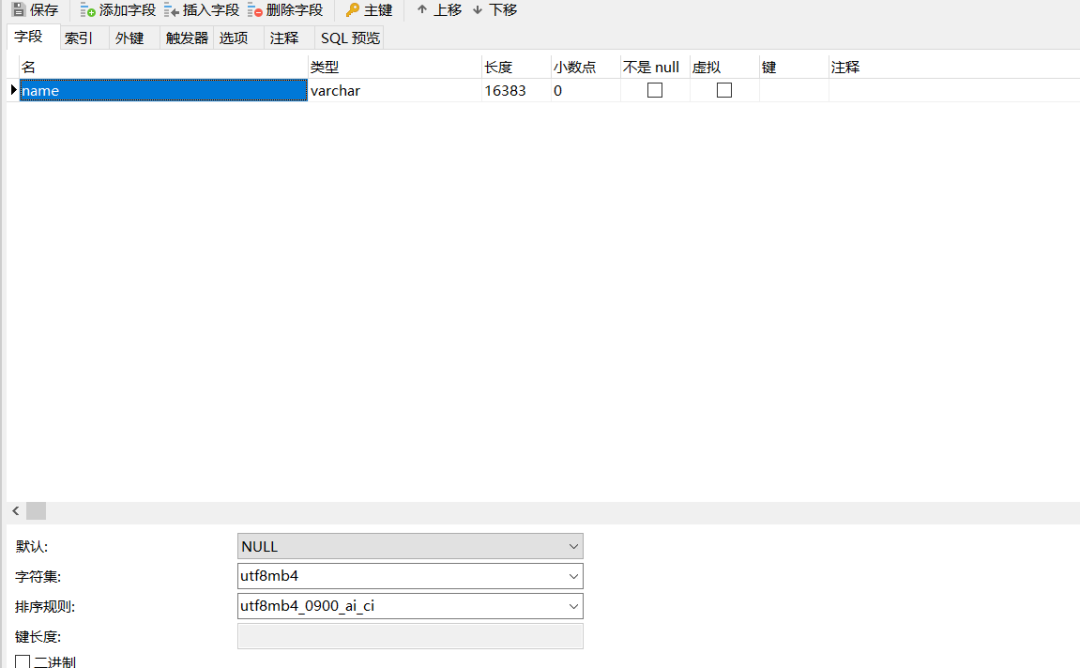 保存 添加字段 插入字段 删除字段 主键 上移 下移
字段 索引 外键 触发器 选项 注释 SQL 预览
名 类型 长度 小数点 不是 null 虚拟 键 注释
name varchar 16383 0
默认: NULL
字符集: utf8mb4
排序规则: utf8mb4_0900_ai_ci
键长度:
二进制